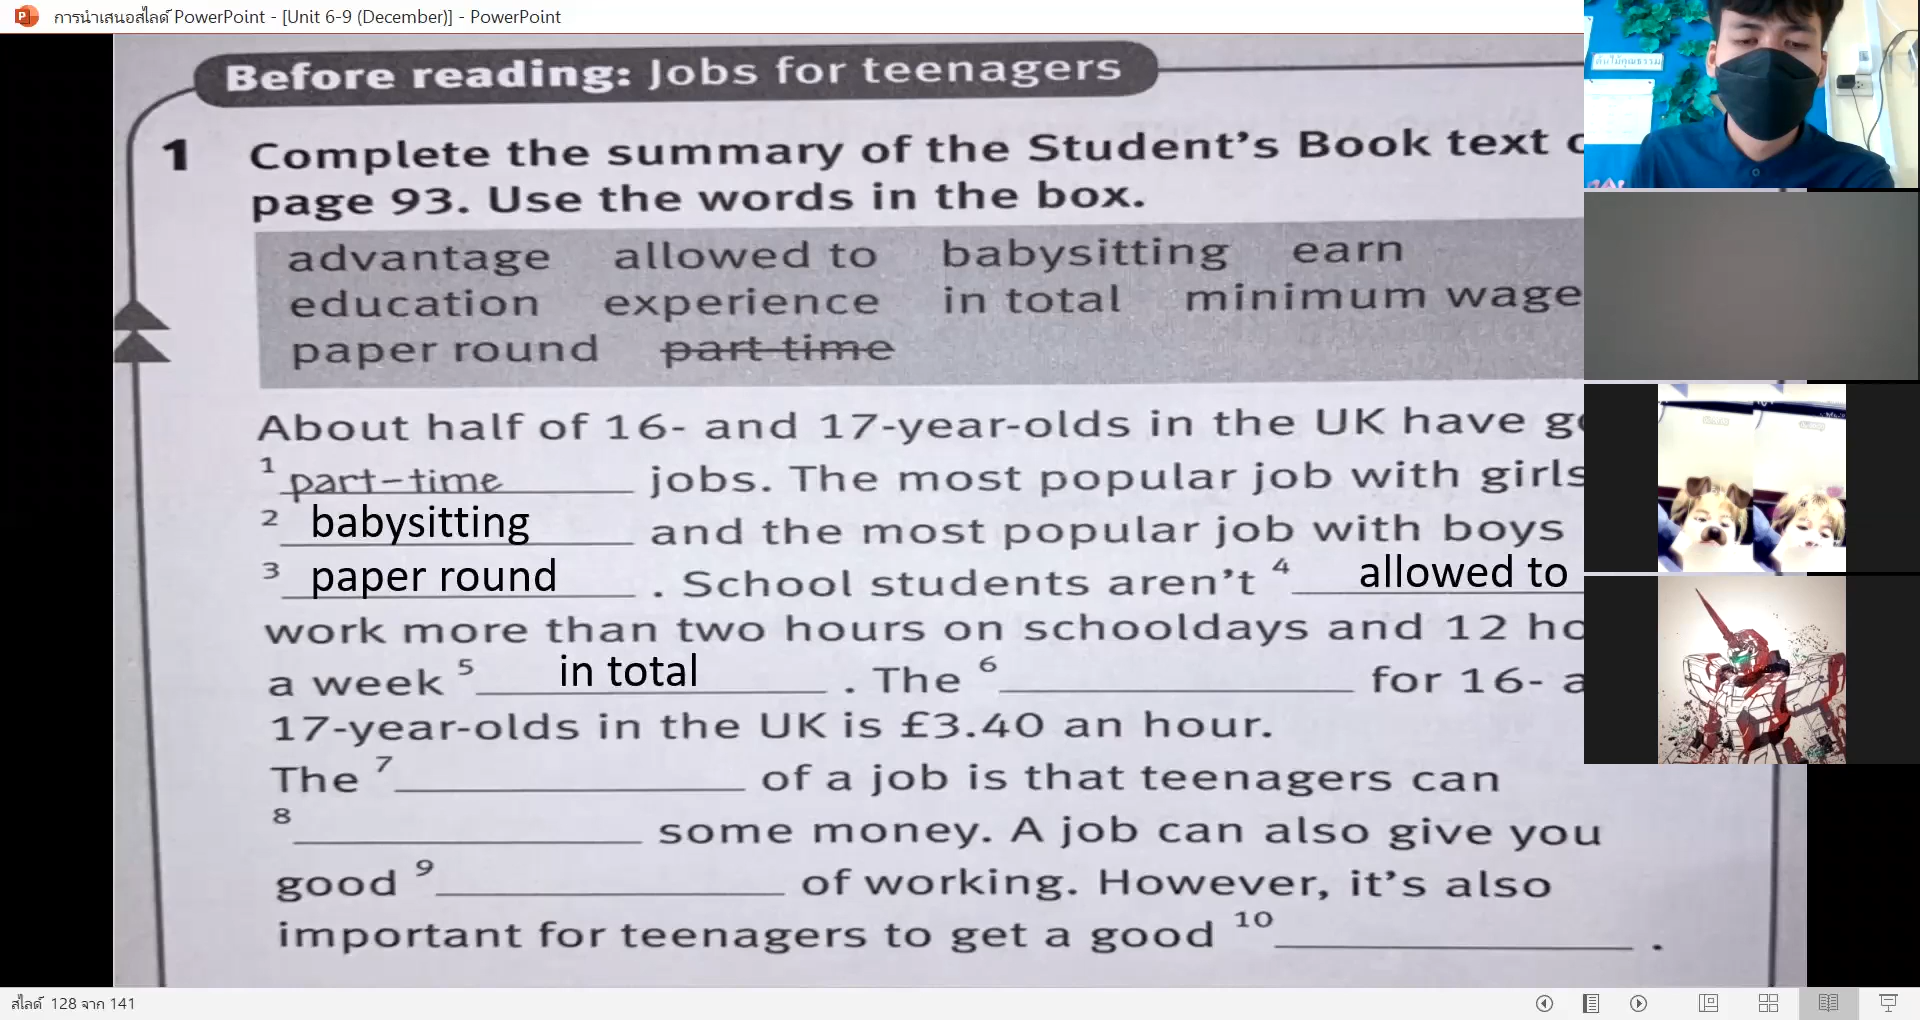 การนำเสนอสไลด์ PowerPoint - [Unit 6-9 (December)] - PowerPoint
Before reading: Jobs for teenagers
1 Complete the summary of the Student's Book text
page 93. Use the words in the box.
advantage allowed to babysitting earn
education experience in total minimum wage
paper round part-time
About half of 16- and 17-year-olds in the UK have
1 part-time jobs. The most popular job with girls
2 babysitting and the most popular job with boys
3 paper round . School students aren't 4 allowed to
work more than two hours on schooldays and 12
a week 5 in total . The 6 for 16-
17-year-olds in the UK is £3.40 an hour.
The 7 of a job is that teenagers can
8 some money. A job can also give you
good 9 of working. However, it's also
important for teenagers to get a good 10 .
สไลด์ 128 จาก 141